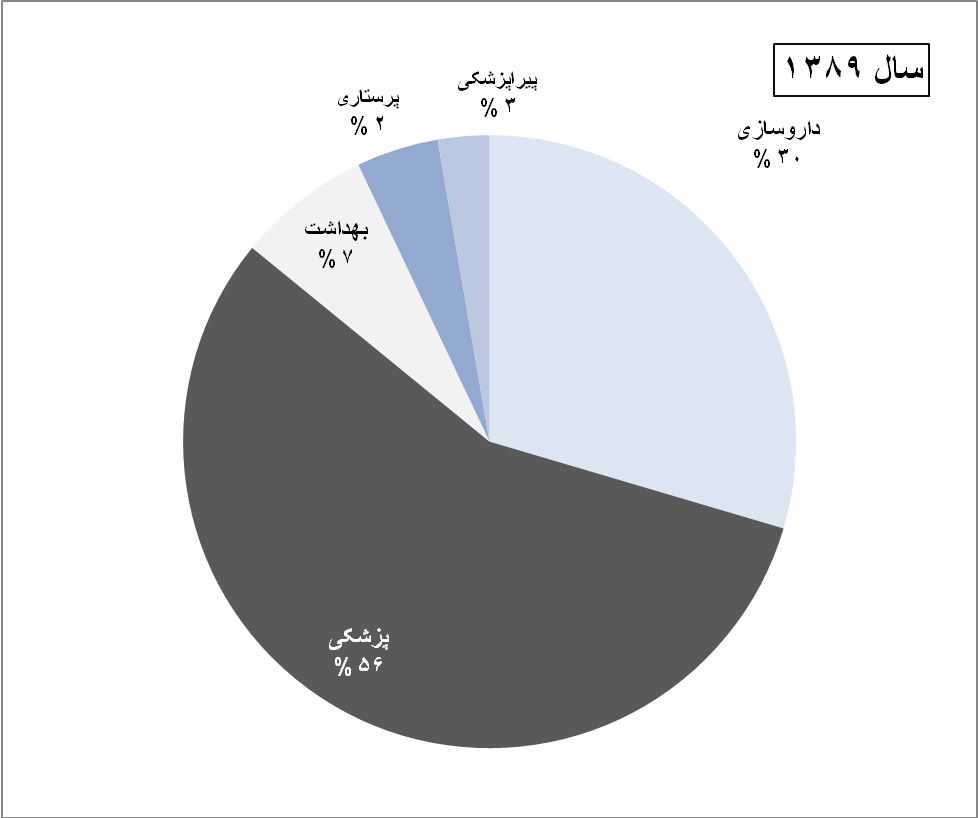 سال ۱۳۸۹
داروسازی
۳۰ %
پیراپزشکی
۳ %
پرستاری
۲ %
بهداشت
۷ %
پزشکی
۵۶ %